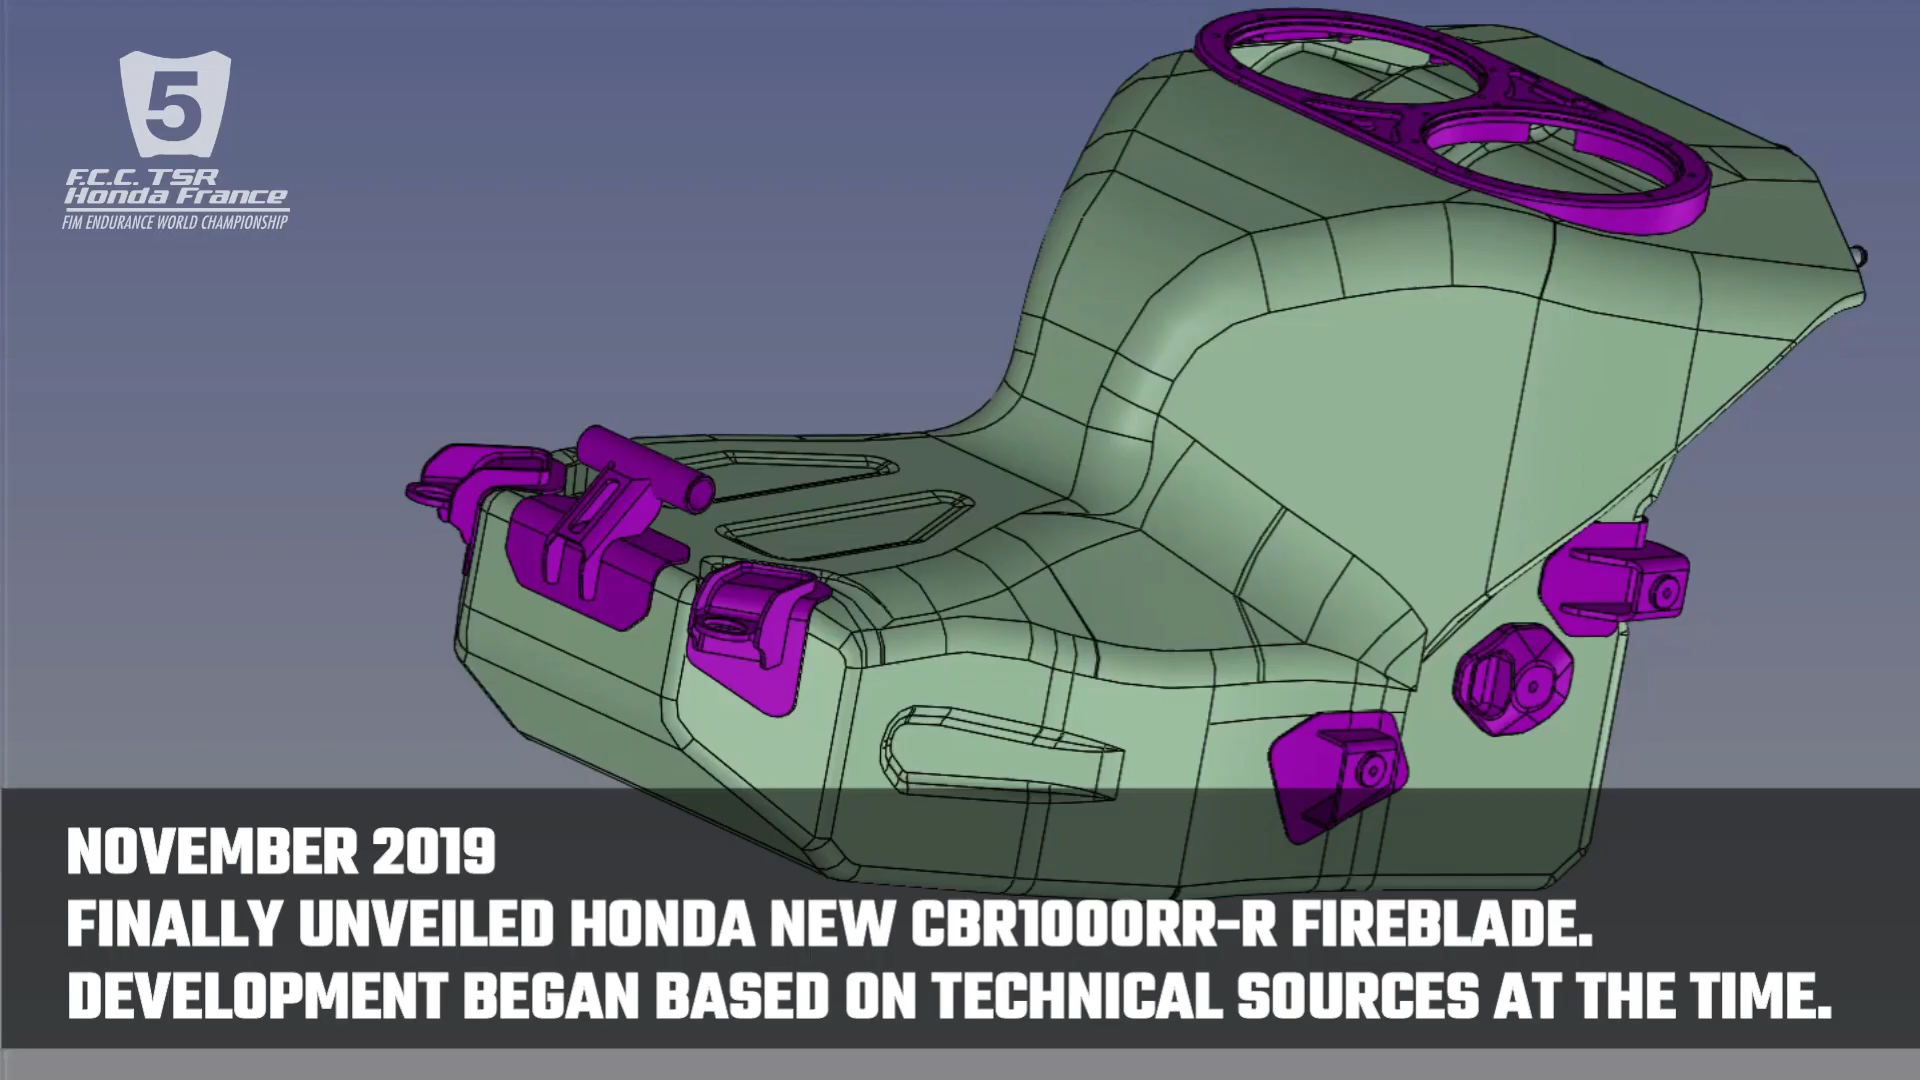 5
F.C.C. TSR
Honda France
FIM ENDURANCE WORLD CHAMPIONSHIP
NOVEMBER 2019
FINALLY UNVEILED HONDA NEW CBR1000RR-R FIREBLADE.
DEVELOPMENT BEGAN BASED ON TECHNICAL SOURCES AT THE TIME.